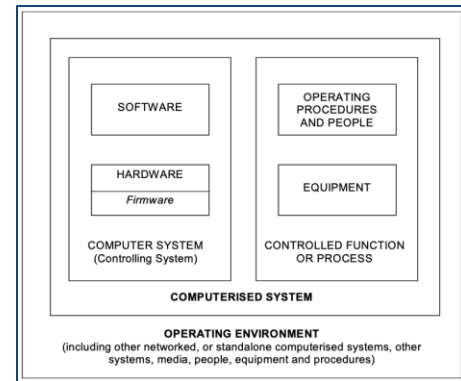 SOFTWARE
HARDWARE
Firmware
COMPUTER SYSTEM
(Controlling System)
OPERATING
PROCEDURES
AND PEOPLE
EQUIPMENT
CONTROLLED FUNCTION
OR PROCESS
COMPUTERISED SYSTEM
OPERATING ENVIRONMENT
(including other networked, or standalone computerised systems, other
systems, media, people, equipment and procedures)